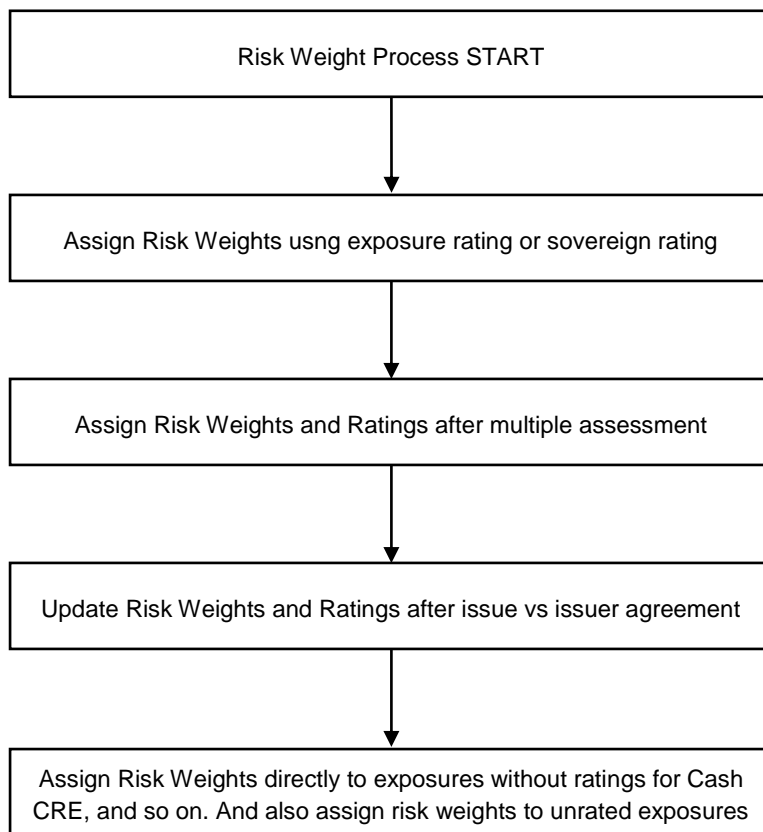 Risk Weight Process START
Assign Risk Weights usng exposure rating or sovereign rating
Assign Risk Weights and Ratings after multiple assessment
Update Risk Weights and Ratings after issue vs issuer agreement
Assign Risk Weights directly to exposures without ratings for Cash
CRE, and so on. And also assign risk weights to unrated exposures